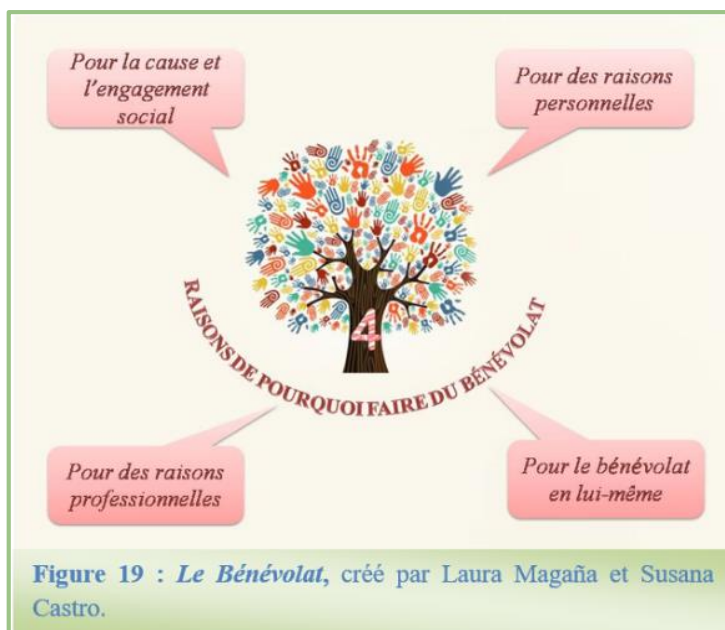 Pour la cause et
l'engagement
social
Pour des raisons
personnelles
4
RAISONS DE POURQUOI FAIRE DU BÉNÉVOLAT
Pour des raisons
professionnelles
Pour le bénévolat
en lui-même
Figure 19 : Le Bénévolat, créé par Laura Magaña et Susana
Castro.